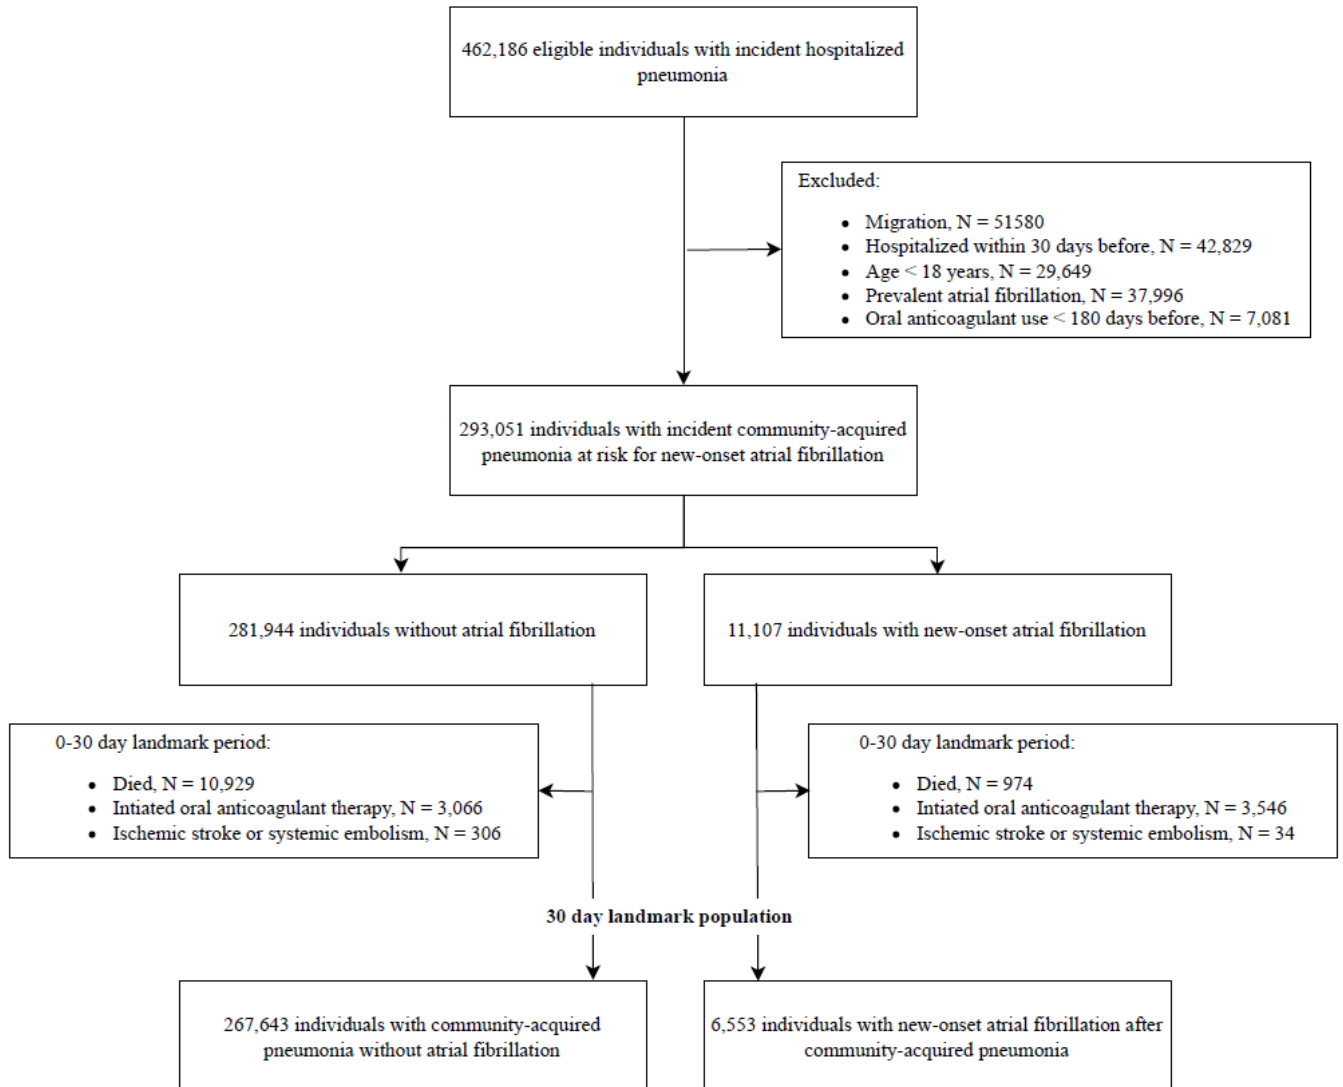 462,186 eligible individuals with incident hospitalized
pneumonia
Excluded:
• Migration, N = 51580
• Hospitalized within 30 days before, N = 42,829
• Age < 18 years, N = 29,649
• Prevalent atrial fibrillation, N = 37,996
• Oral anticoagulant use < 180 days before, N = 7,081
293,051 individuals with incident community-acquired
pneumonia at risk for new-onset atrial fibrillation
281,944 individuals without atrial fibrillation
11,107 individuals with new-onset atrial fibrillation
0-30 day landmark period:
• Died, N = 10,929
• Intiated oral anticoagulant therapy, N = 3,066
• Ischemic stroke or systemic embolism, N = 306
0-30 day landmark period:
• Died, N = 974
• Intiated oral anticoagulant therapy, N = 3,546
• Ischemic stroke or systemic embolism, N = 34
30 day landmark population
267,643 individuals with community-acquired
pneumonia without atrial fibrillation
6,553 individuals with new-onset atrial fibrillation after
community-acquired pneumonia